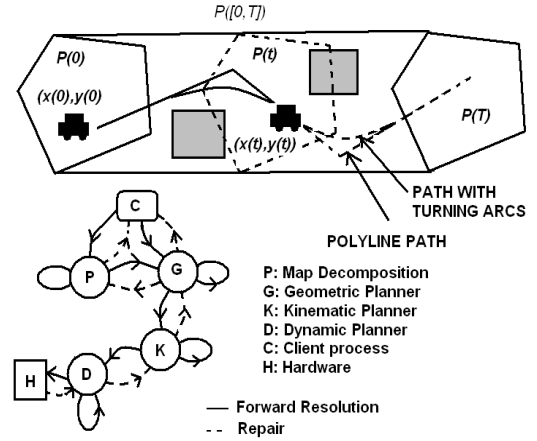 P([0,T])
P(0)
P(t)
(x(0),y(0)
P(T)
(x(t),y(t))
PATH WITH
TURNING ARCS
POLYLINE PATH
C
P
G
K
D
H
P: Map Decomposition
G: Geometric Planner
K: Kinematic Planner
D: Dynamic Planner
C: Client process
H: Hardware
Forward Resolution
Repair